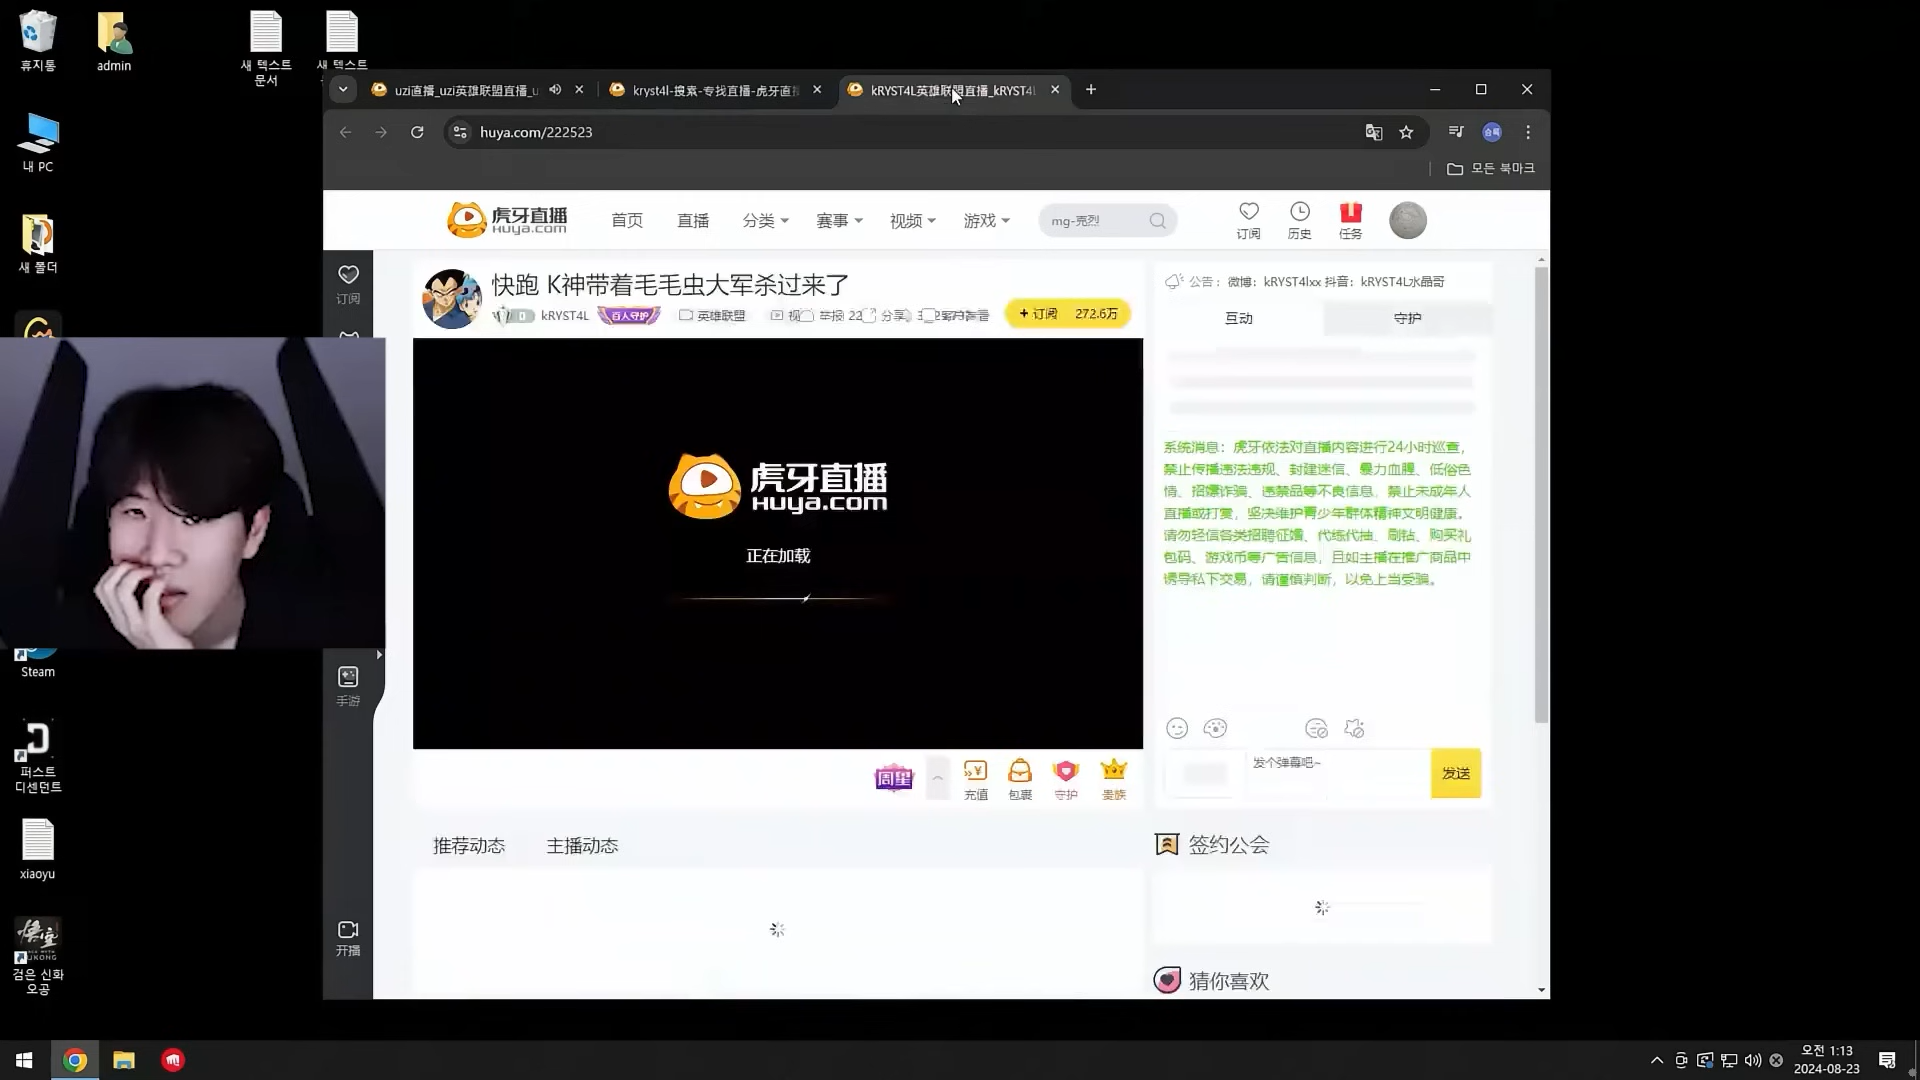 휴지통
admin
새 텍스트
문서
새 텍스트
내 PC
새 폴더
Steam
퍼스트
디센던트
xiaoyu
검은 신화
오공
uzi直播_uzi英雄联盟直播_u
kryst4l-搜索-专找直播-虎牙直
kRYST4L英雄联盟直播_kRYST4
huya.com/222523
모든 북마크
虎牙直播
HUYA.com
首页
直播
分类
赛事
视频
游戏
mg-克烈
订阅
历史
任务
订阅
手游
开播
快跑 K神带着毛毛虫大军杀过来了
0
kRYST4L
百人守护
英雄联盟
举报
分享
+ 订阅 272.6万
虎牙直播
HUYA.com
正在加载
公告：微博：kRYST4lxx 抖音：kRYST4L水晶哥
互动
守护
系统消息：虎牙依法对直播内容进行24小时巡查，
禁止传播违法违规、封建迷信、暴力血腥、低俗色
情、招嫖诈骗、违禁品等不良信息，禁止未成年人
直播或打赏，坚决维护青少年群体精神文明健康。
请勿轻信各类招聘征婚、代练代抽、刷钻、购买礼
包码、游戏币等广告信息，且如主播在推广商品中
诱导私下交易，请谨慎判断，以免上当受骗。
发个弹幕吧~
发送
周星
充值
包裹
守护
贵族
推荐动态
主播动态
签约公会
猜你喜欢
오전 1:13
2024-08-23